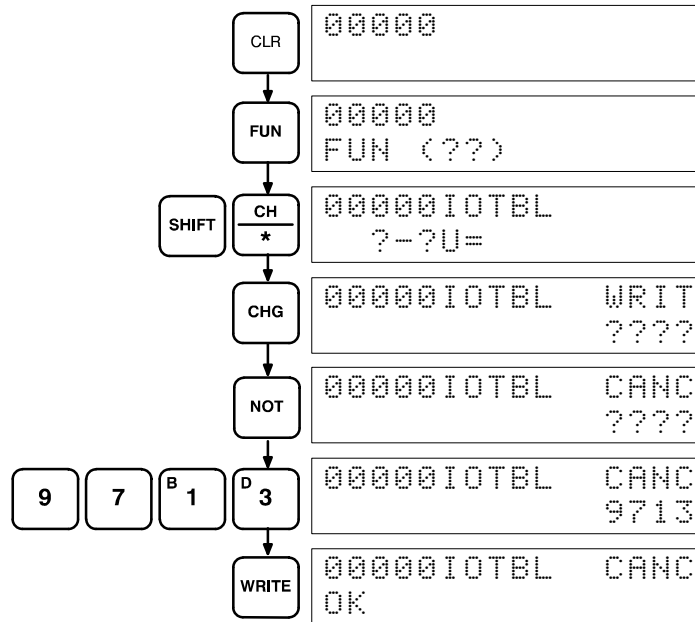 CLR
00000
FUN
00000
FUN (??)
SHIFT
CH
*
00000IOTBL
?-?U=
CHG
00000IOTBL WRIT
????
NOT
00000IOTBL CANC
????
9
7
B
1
D
3
00000IOTBL CANC
9713
WRITE
00000IOTBL CANC
OK